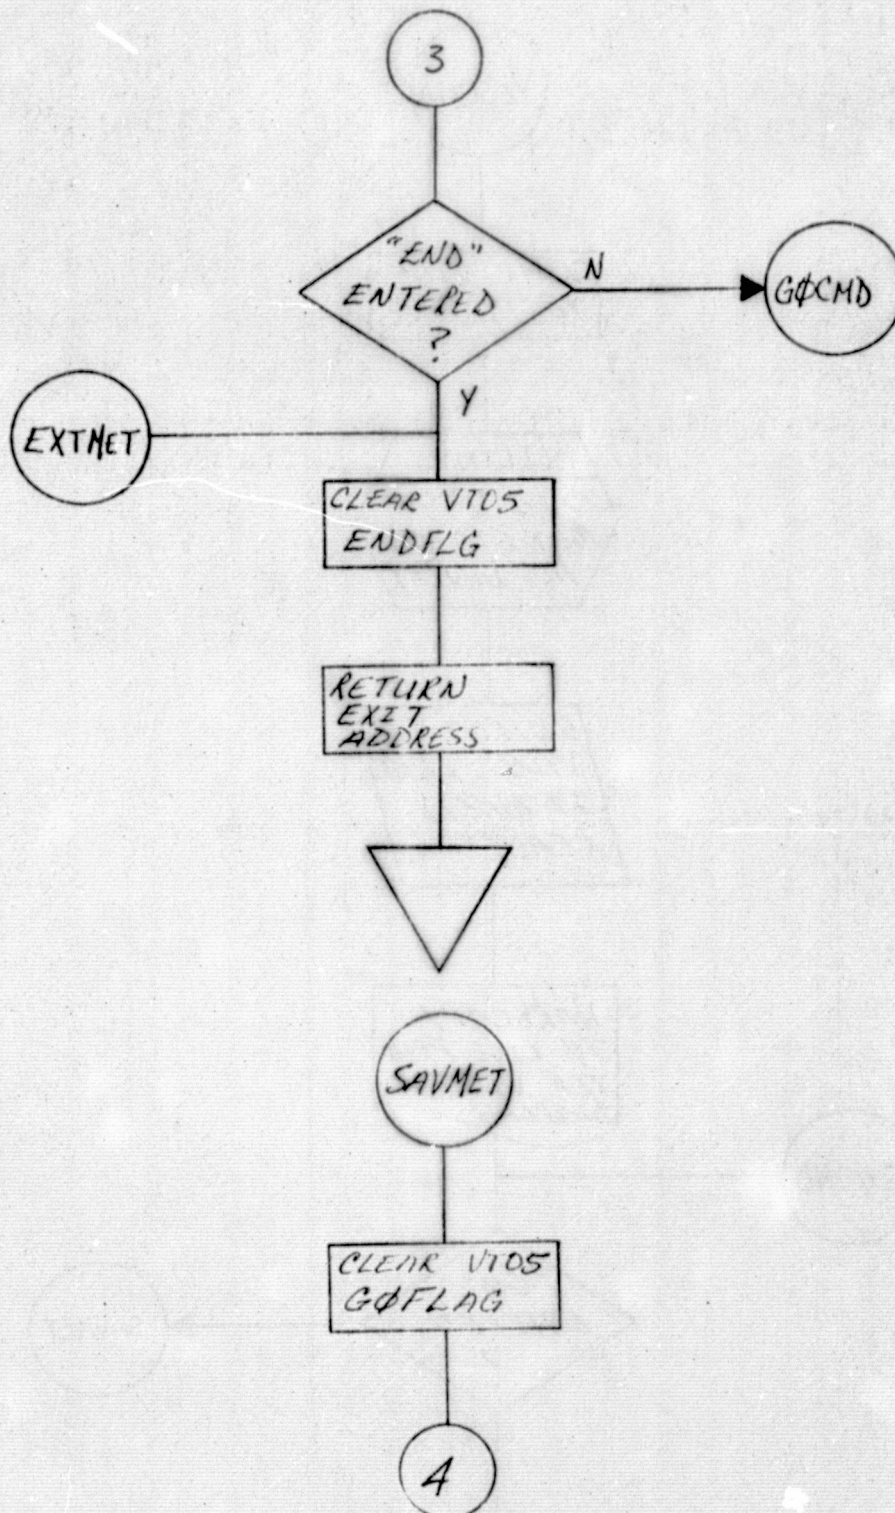 3
"END"
ENTERED
?
N
GØCMD
Y
EXTMET
CLEAR VT05
ENDFLG
RETURN
EXIT
ADDRESS
SAVMET
CLEAR VT05
GØFLAG
4